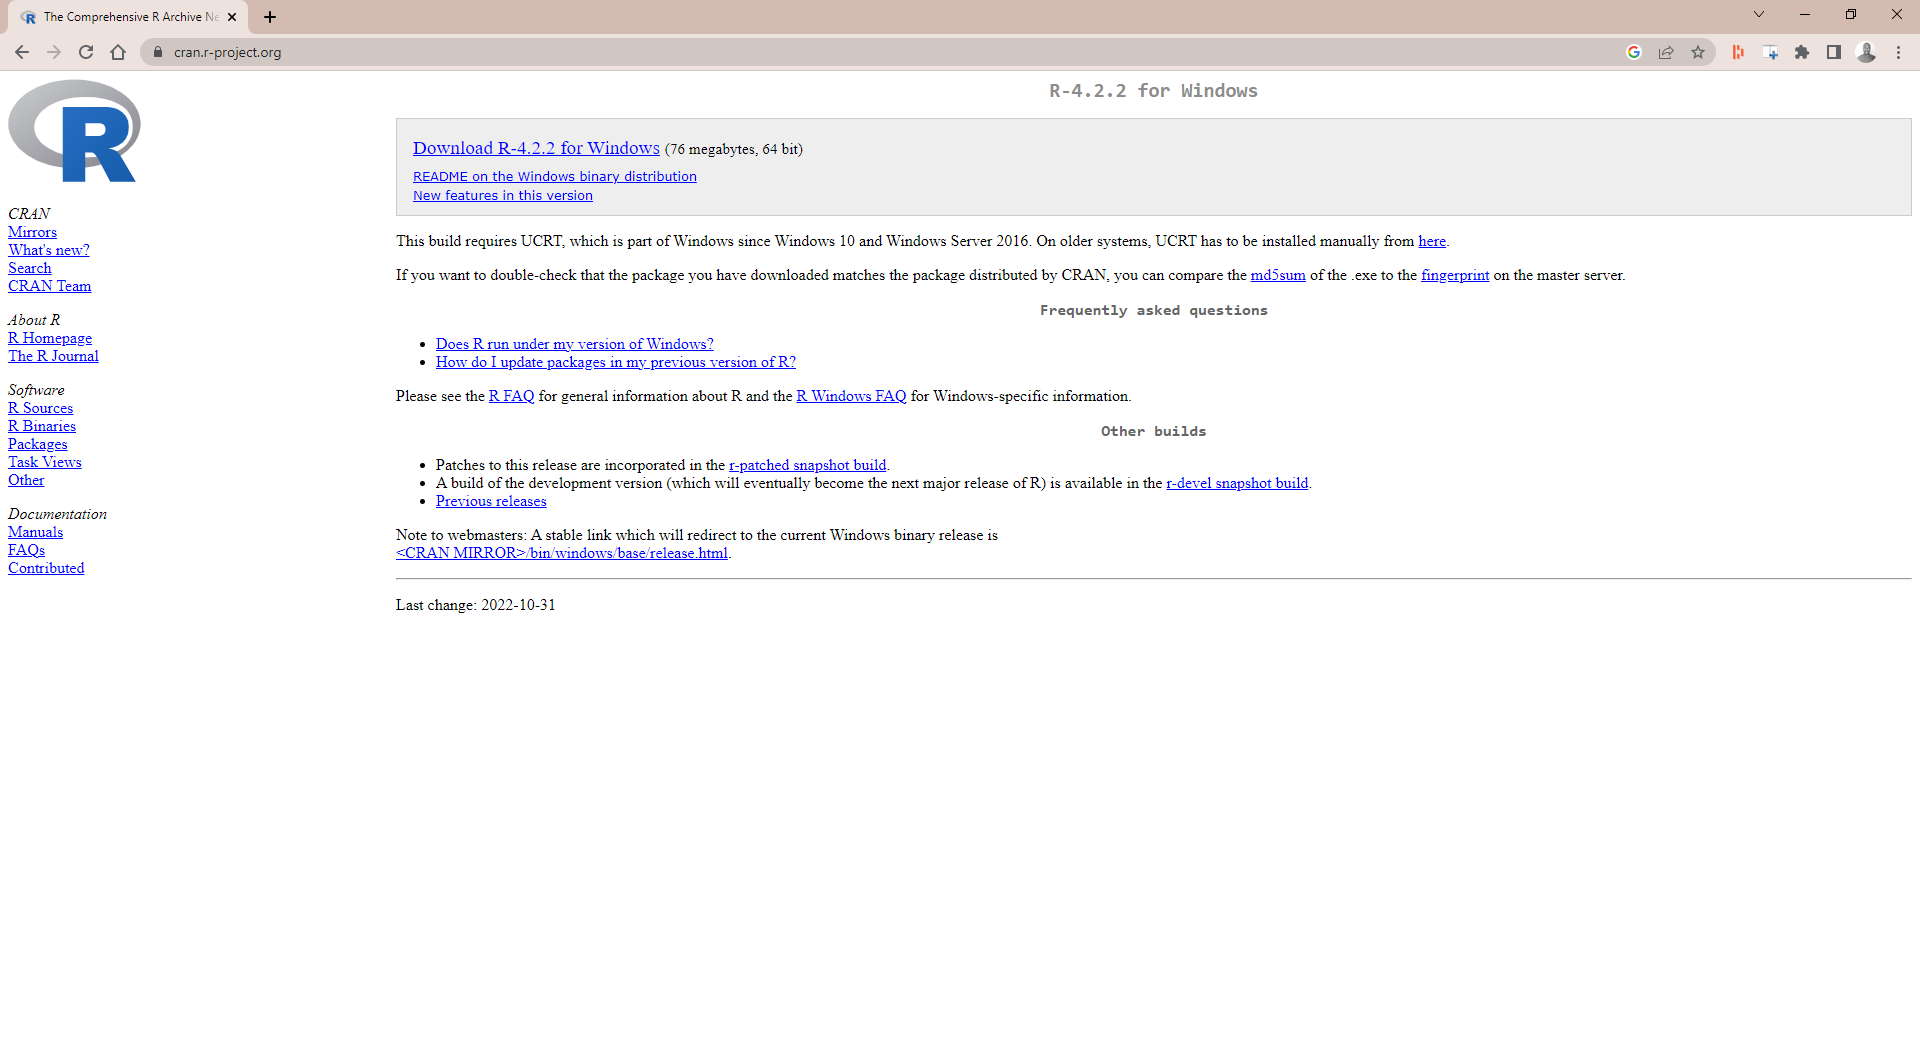 The Comprehensive R Archive Ne
cran.r-project.org
R
CRAN
Mirrors
What's new?
Search
CRAN Team
About R
R Homepage
The R Journal
Software
R Sources
R Binaries
Packages
Task Views
Other
Documentation
Manuals
FAQs
Contributed
R-4.2.2 for Windows
Download R-4.2.2 for Windows (76 megabytes, 64 bit)
README on the Windows binary distribution
New features in this version
This build requires UCRT, which is part of Windows since Windows 10 and Windows Server 2016. On older systems, UCRT has to be installed manually from here.
If you want to double-check that the package you have downloaded matches the package distributed by CRAN, you can compare the md5sum of the .exe to the fingerprint on the master server.
Frequently asked questions
• Does R run under my version of Windows?
• How do I update packages in my previous version of R?
Please see the R FAQ for general information about R and the R Windows FAQ for Windows-specific information.
Other builds
• Patches to this release are incorporated in the r-patched snapshot build.
• A build of the development version (which will eventually become the next major release of R) is available in the r-devel snapshot build.
• Previous releases
Note to webmasters: A stable link which will redirect to the current Windows binary release is
<CRAN MIRROR>/bin/windows/base/release.html.
Last change: 2022-10-31